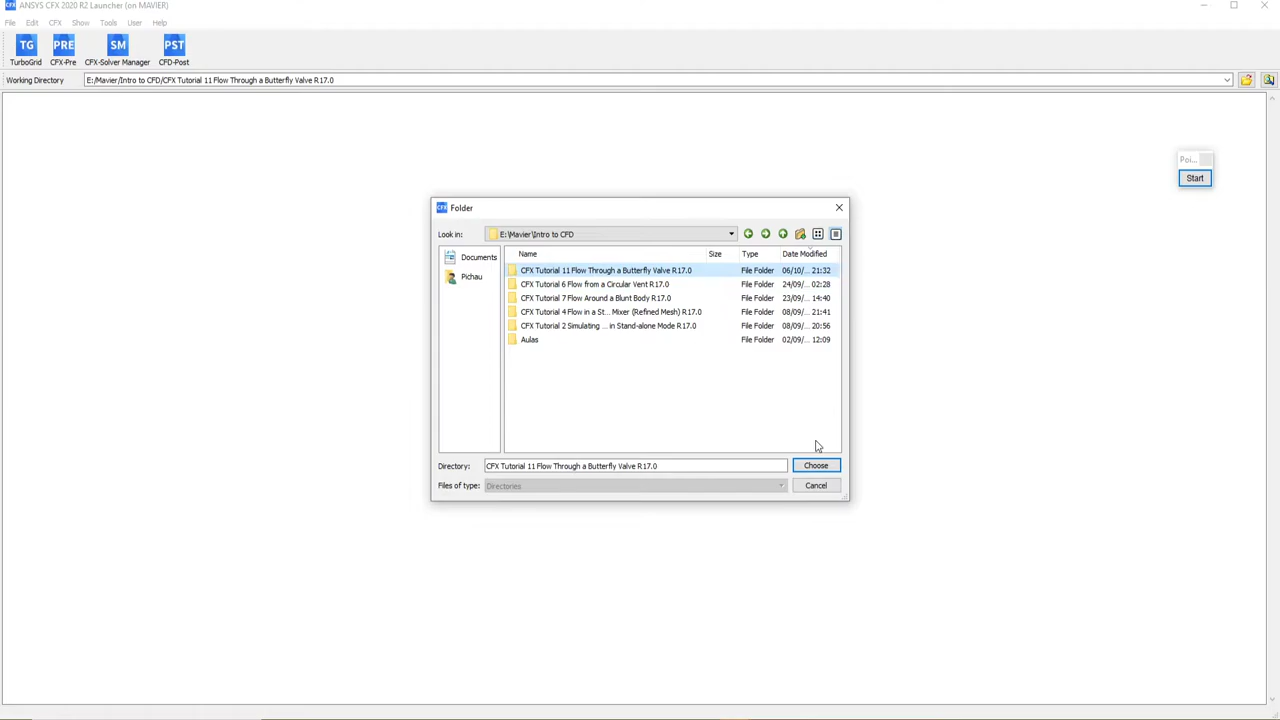 CFX ANSYS CFX 2020 R2 Launcher (on MAVIER)
File Edit CFX Show Tools User Help
TG PRE SM PST
TurboGrid CFX-Pre CFX-Solver Manager CFD-Post
Working Directory E:/Mavier/Intro to CFD/CFX Tutorial 11 Flow Through a Butterfly Valve R17.0
Poi...
Start
CFX Folder
Look in: E:\Mavier\Intro to CFD
Documents
Pichau
Name Size Type Date Modified
CFX Tutorial 11 Flow Through a Butterfly Valve R17.0 File Folder 06/10/... 21:32
CFX Tutorial 6 Flow from a Circular Vent R17.0 File Folder 24/09/... 02:28
CFX Tutorial 7 Flow Around a Blunt Body R17.0 File Folder 23/09/... 14:40
CFX Tutorial 4 Flow in a St... Mixer (Refined Mesh) R17.0 File Folder 08/09/... 21:41
CFX Tutorial 2 Simulating ... in Stand-alone Mode R17.0 File Folder 08/09/... 20:56
Aulas File Folder 02/09/... 12:09
Directory: CFX Tutorial 11 Flow Through a Butterfly Valve R17.0 Choose
Files of type: Directories Cancel